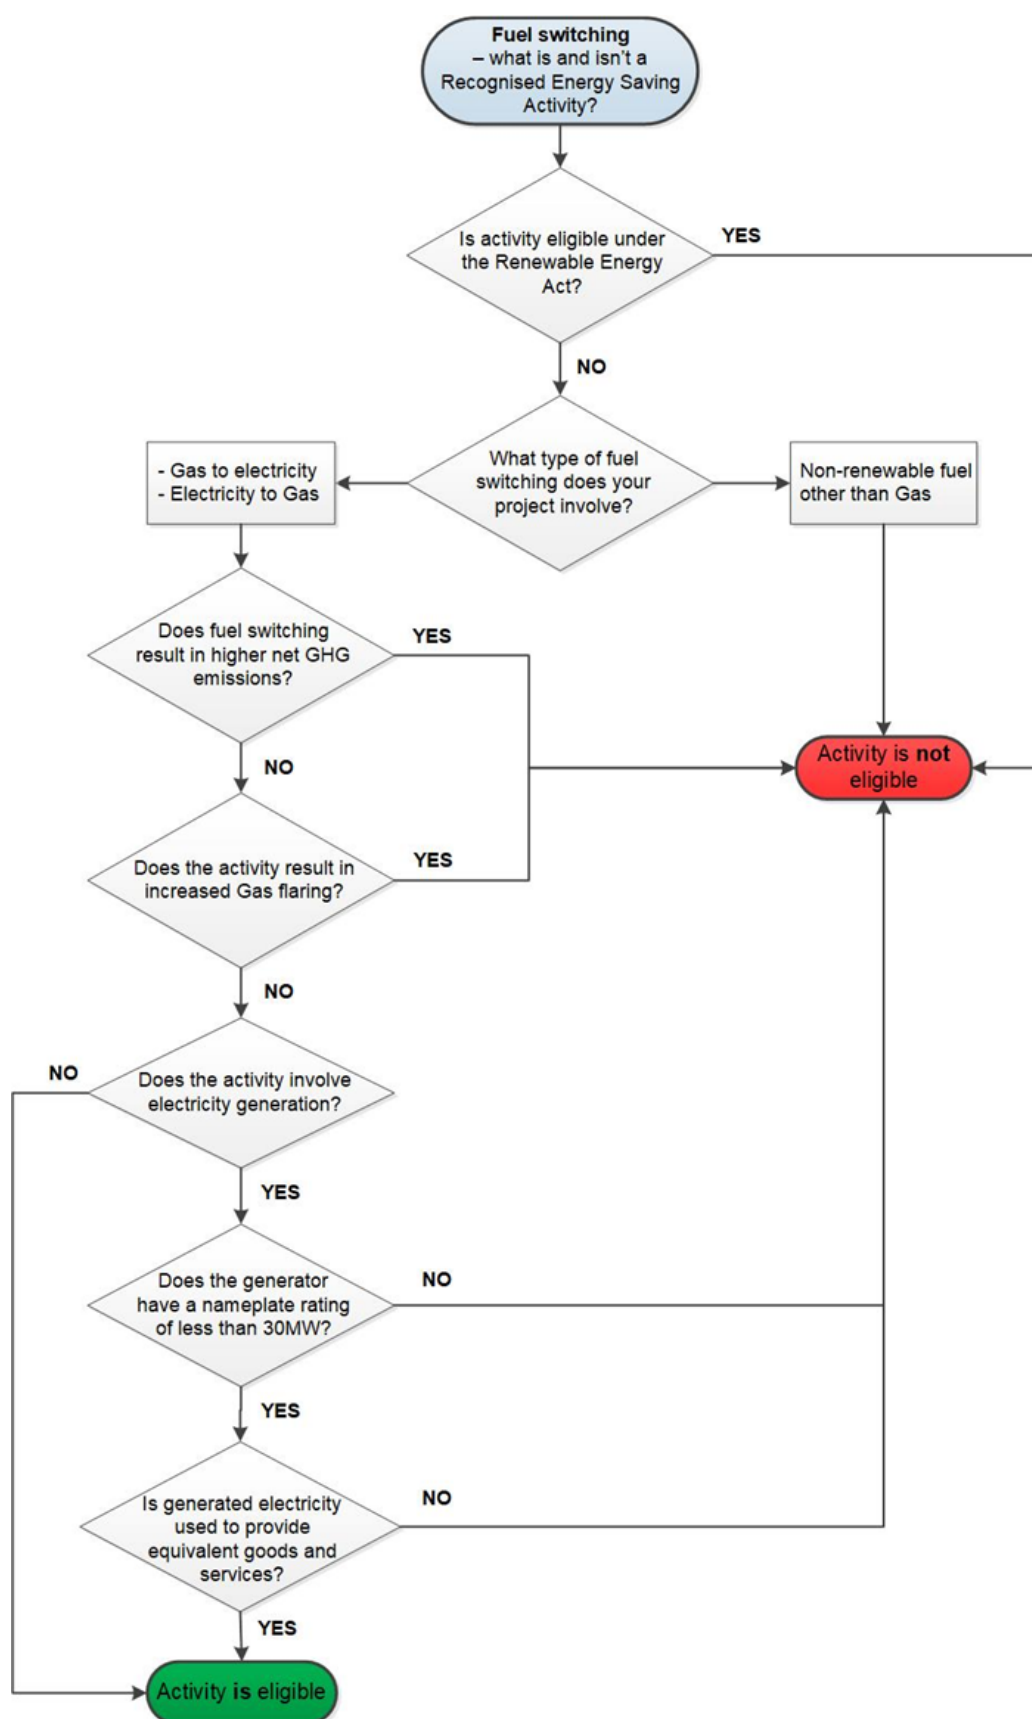 Fuel switching
– what is and isn't a
Recognised Energy Saving
Activity?
Is activity eligible under
the Renewable Energy
Act?
YES
NO
- Gas to electricity
- Electricity to Gas
What type of fuel
switching does your
project involve?
Non-renewable fuel
other than Gas
Does fuel switching
result in higher net GHG
emissions?
YES
NO
Activity is not
eligible
Does the activity result in
increased Gas flaring?
YES
NO
Does the activity involve
electricity generation?
NO
YES
Does the generator
have a nameplate rating
of less than 30MW?
NO
YES
Is generated electricity
used to provide
equivalent goods and
services?
NO
YES
Activity is eligible